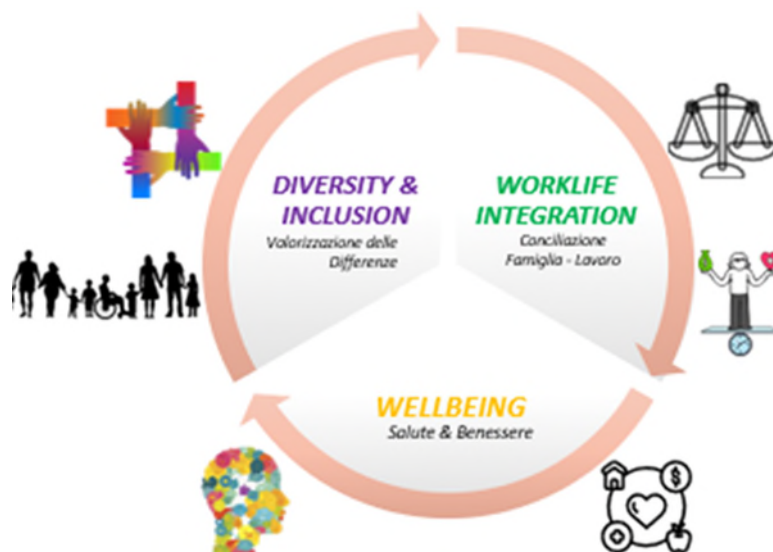 DIVERSITY &
INCLUSION
Valorizzazione delle
Differenze
WORKLIFE
INTEGRATION
Conciliazione
Famiglia - Lavoro
WELLBEING
Salute & Benessere
$